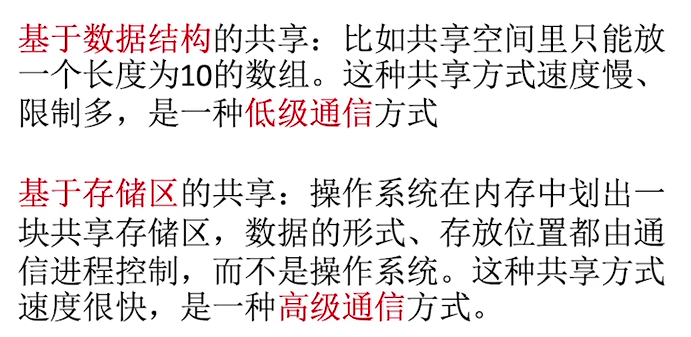 基于数据结构的共享：比如共享空间里只能放
一个长度为10的数组。这种共享方式速度慢、
限制多，是一种低级通信方式
基于存储区的共享：操作系统在内存中划出一
块共享存储区，数据的形式、存放位置都由通
信进程控制，而不是操作系统。这种共享方式
速度很快，是一种高级通信方式。